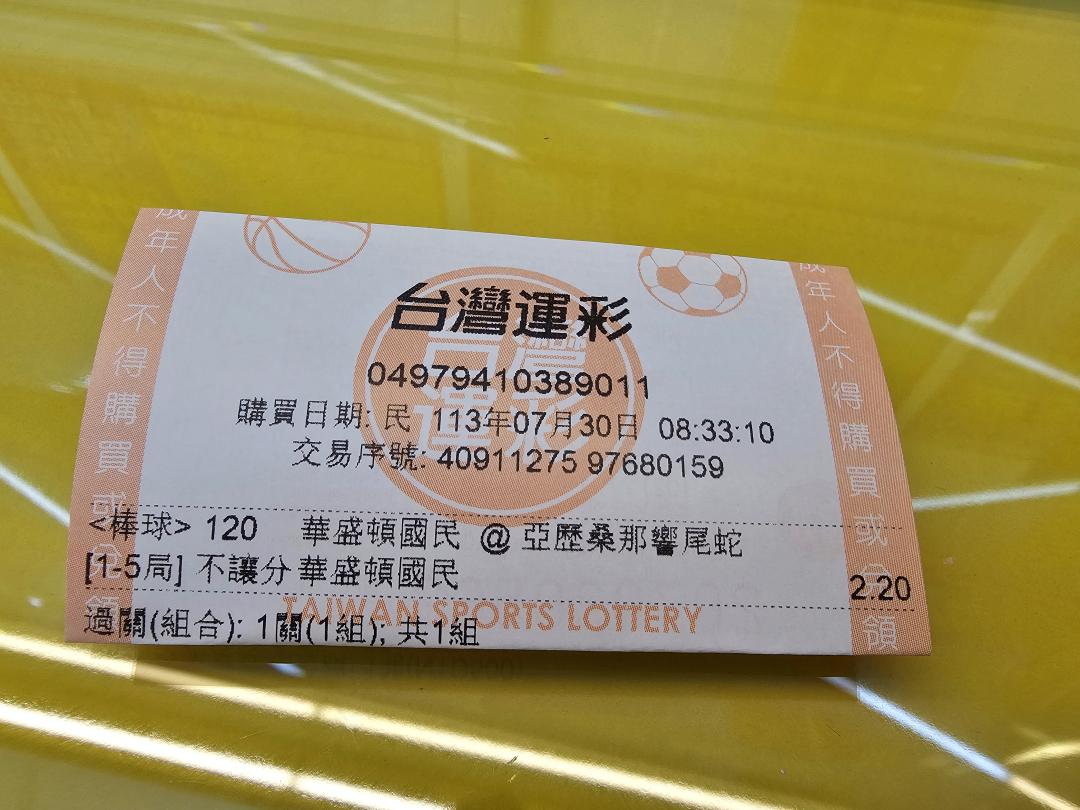 台灣運彩
04979410389011
購買日期: 民 113年07月30日 08:33:10
交易序號: 40911275 97680159
<棒球> 120 華盛頓國民 @ 亞歷桑那響尾蛇
[1-5局] 不讓分 華盛頓國民 2.20
過關(組合): 1關(1組); 共1組
TAIWAN SPORTS LOTTERY
成年人不得購買或
成年人不得購買或合領